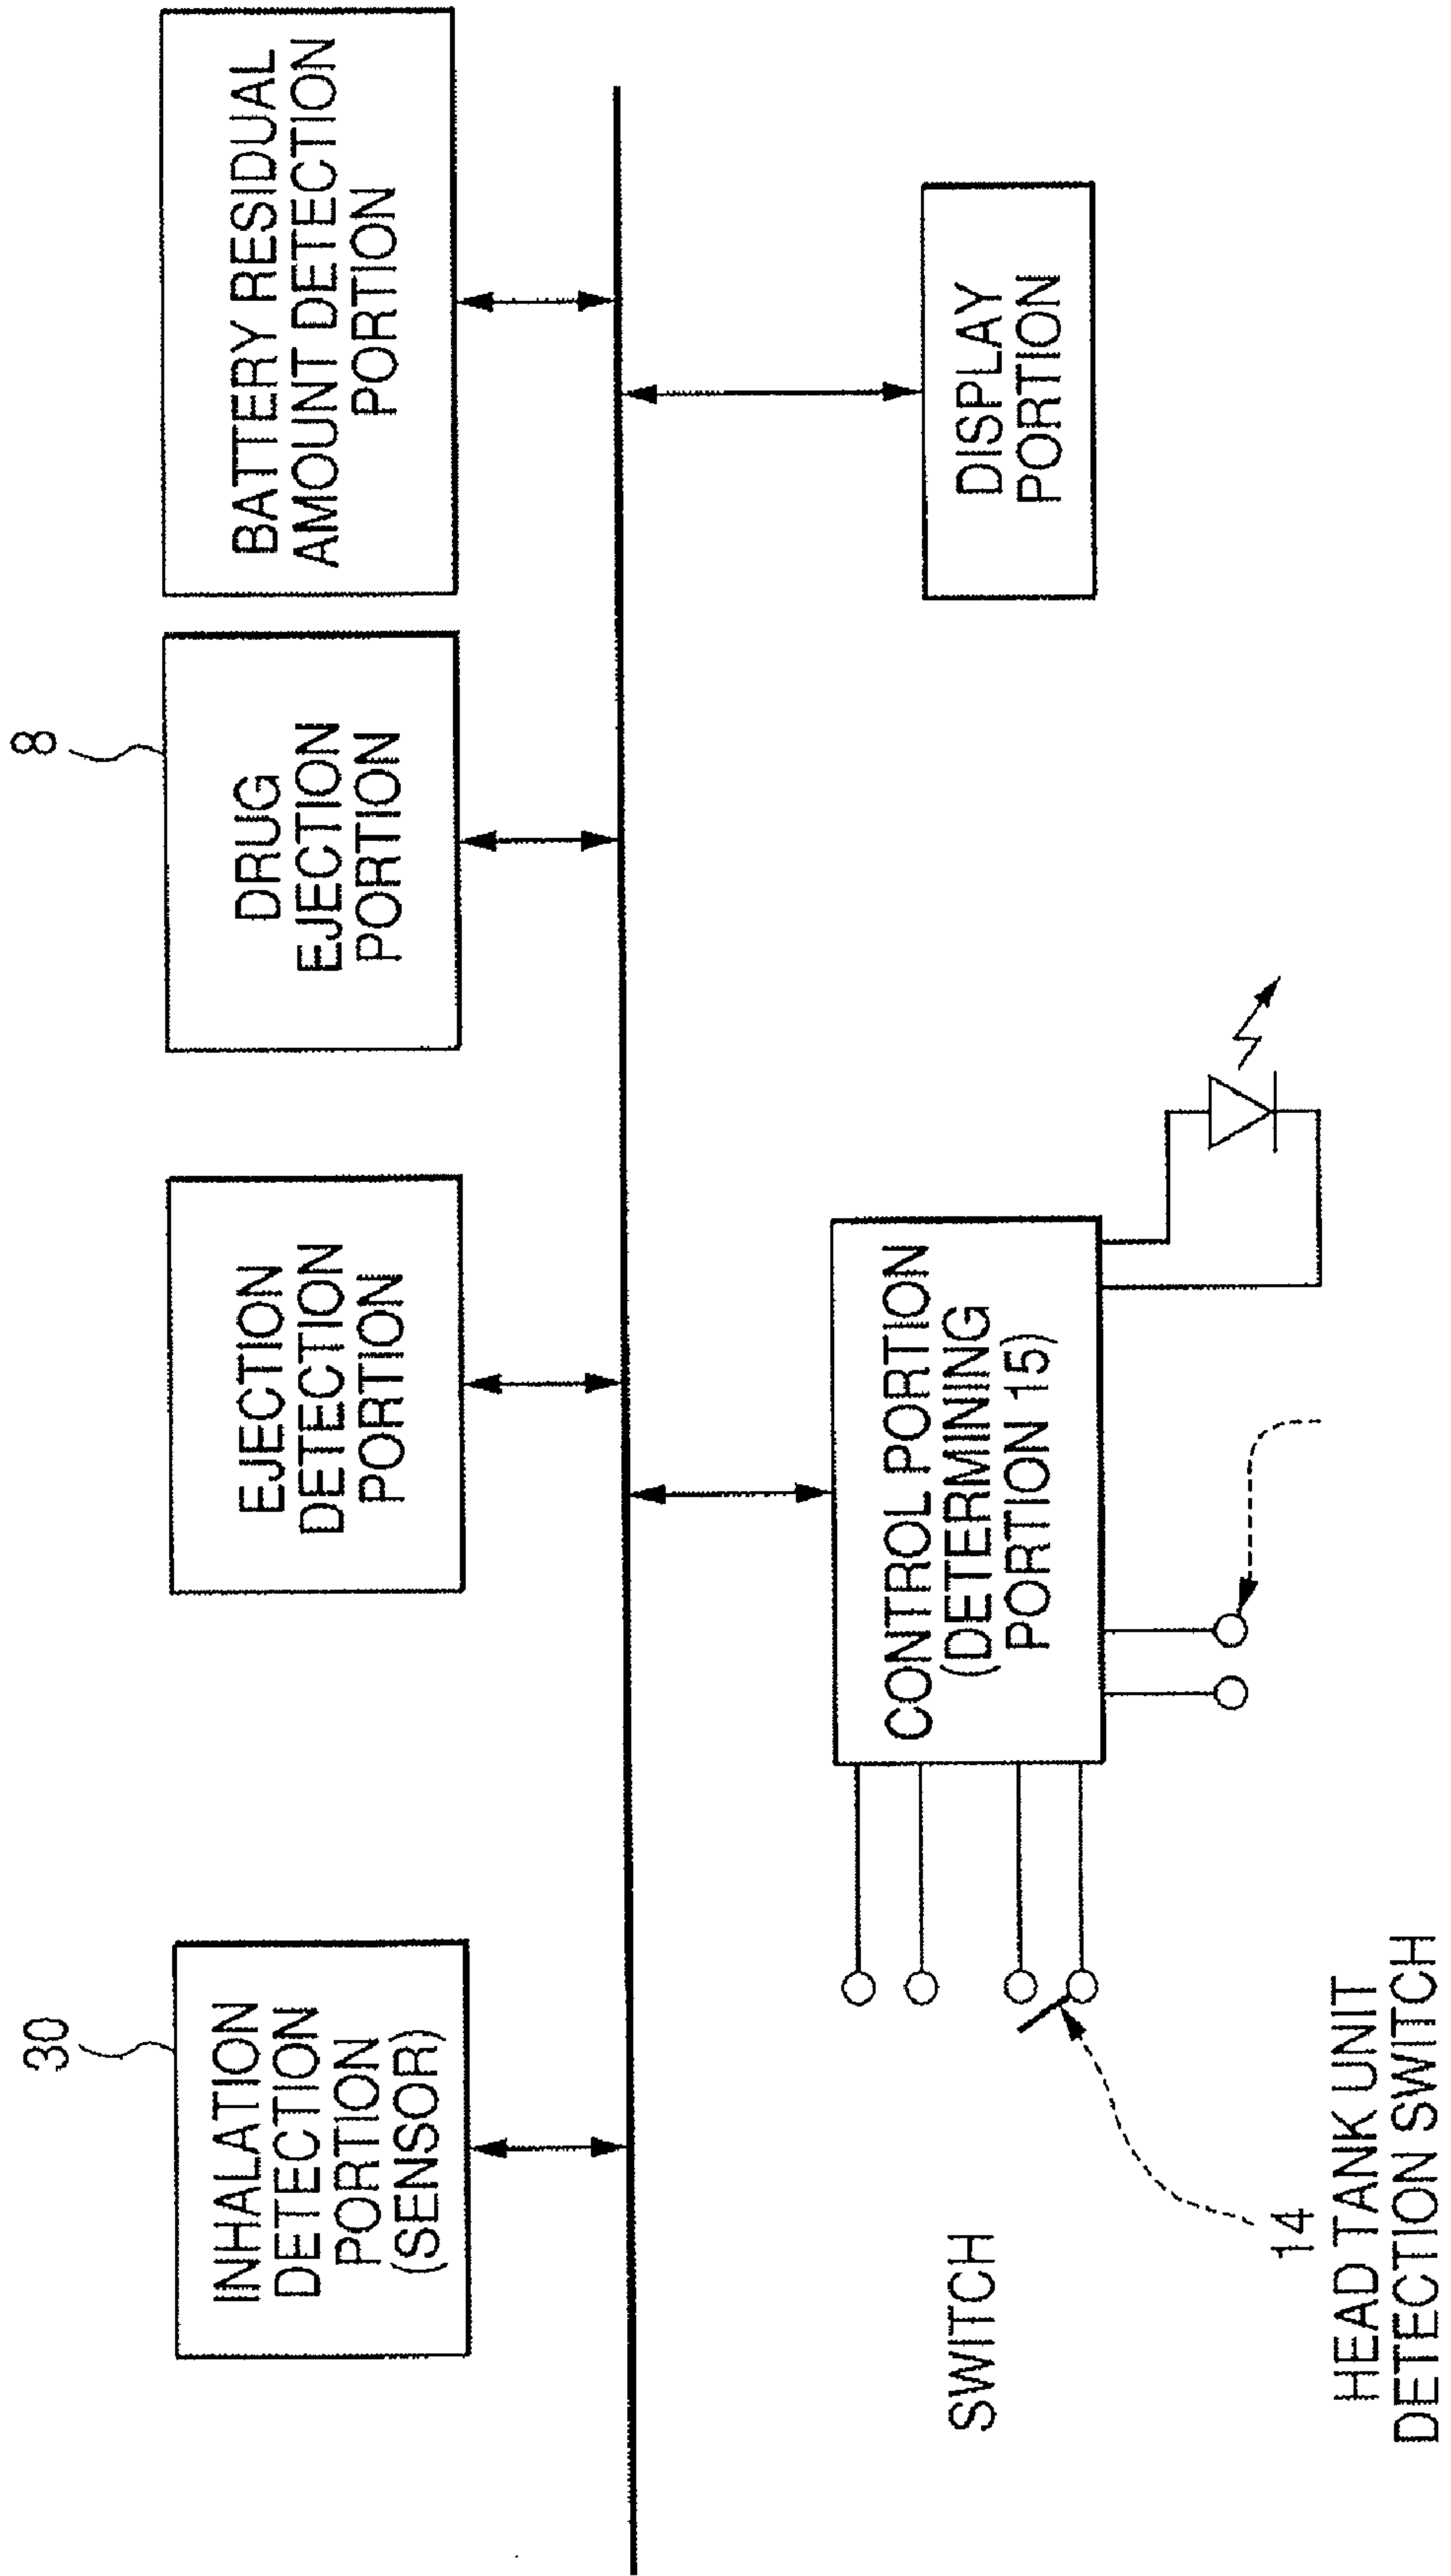 30
INHALATION
DETECTION
PORTION
(SENSOR)
EJECTION
DETECTION
PORTION
8
DRUG
EJECTION
PORTION
BATTERY RESIDUAL
AMOUNT DETECTION
PORTION
SWITCH
CONTROL PORTION
(DETERMINING
PORTION 15)
DISPLAY
PORTION
14
HEAD TANK UNIT
DETECTION SWITCH